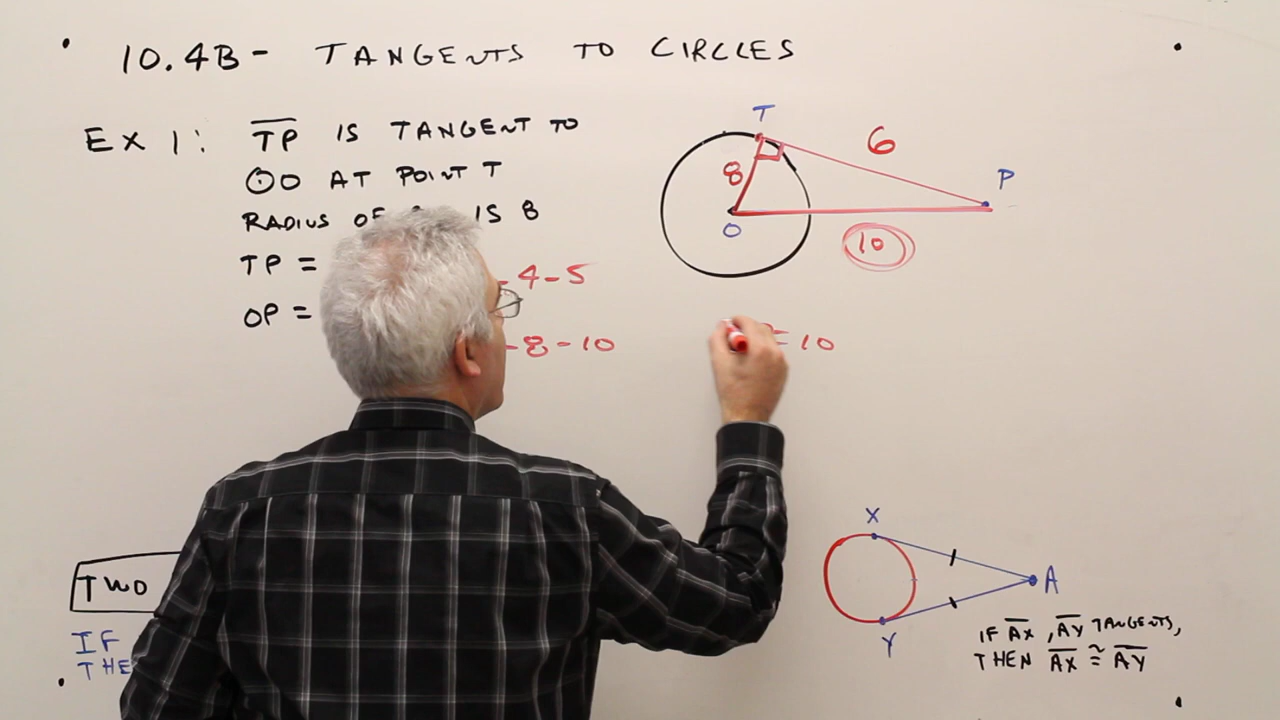 10.4B - TANGENTS TO CIRCLES
EX 1: TP IS TANGENT TO
⊙O AT POINT T
RADIUS OF IS 8
TP =
OP =
-4-5
-8-10
T
6
8
P
O
10
= 10
TWO
IF
THE
X
A
Y
IF AX, AY TANGENTS,
THEN AX ≅ AY